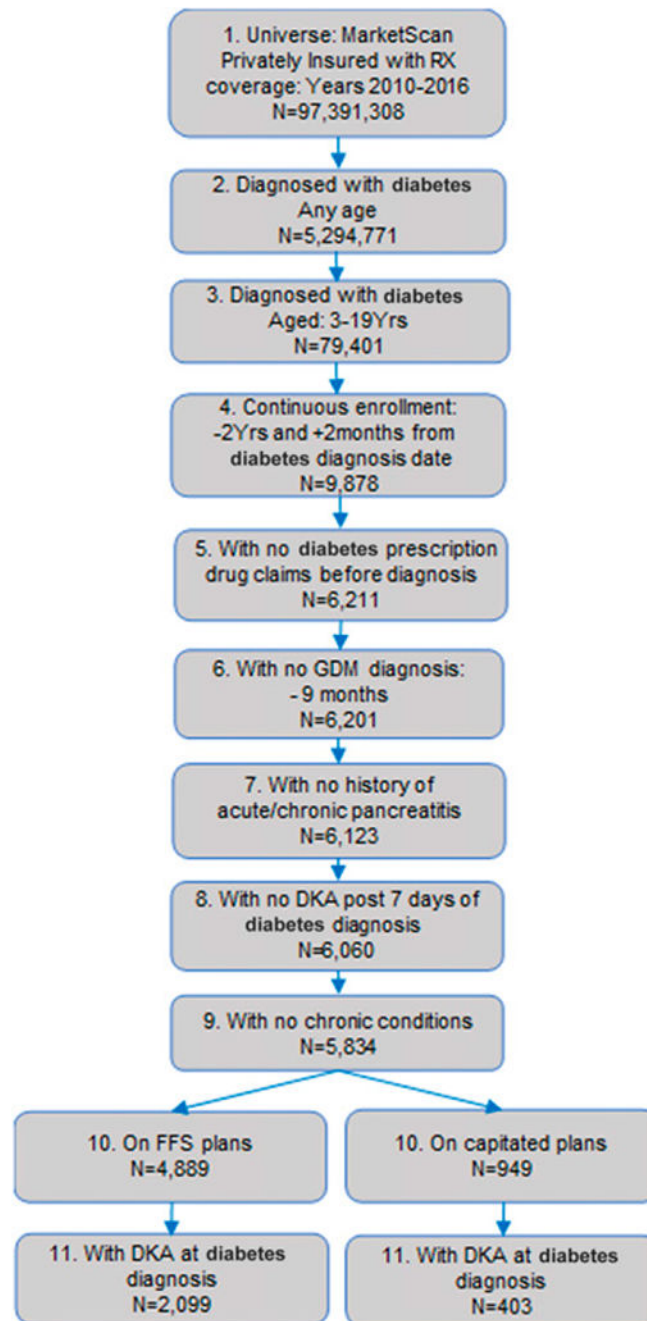 1. Universe: MarketScan
Privately Insured with RX
coverage: Years 2010-2016
N=97,391,308
2. Diagnosed with diabetes
Any age
N=5,294,771
3. Diagnosed with diabetes
Aged: 3-19Yrs
N=79,401
4. Continuous enrollment:
-2Yrs and +2months from
diabetes diagnosis date
N=9,878
5. With no diabetes prescription
drug claims before diagnosis
N=6,211
6. With no GDM diagnosis:
- 9 months
N=6,201
7. With no history of
acute/chronic pancreatitis
N=6,123
8. With no DKA post 7 days of
diabetes diagnosis
N=6,060
9. With no chronic conditions
N=5,834
10. On FFS plans
N=4,889
10. On capitated plans
N=949
11. With DKA at diabetes
diagnosis
N=2,099
11. With DKA at diabetes
diagnosis
N=403